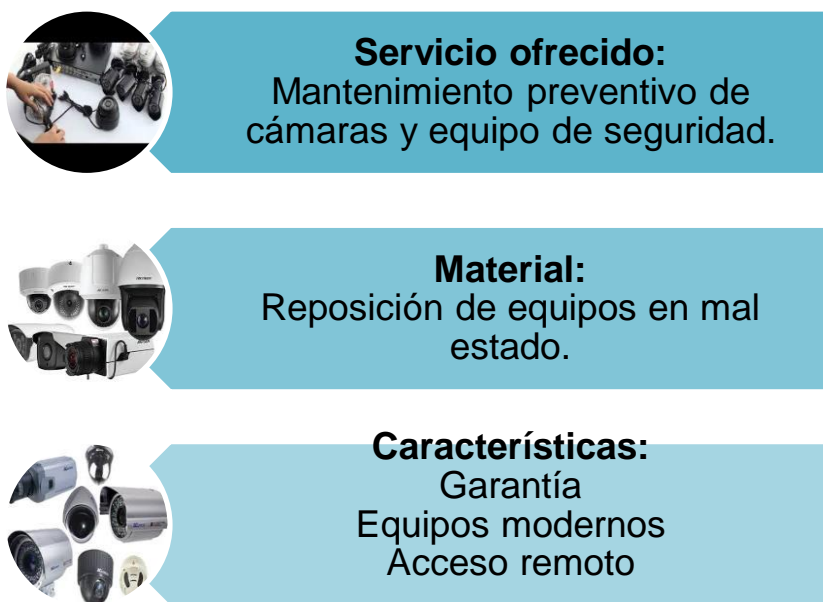 Servicio ofrecido:
Mantenimiento preventivo de
cámaras y equipo de seguridad.
Material:
Reposición de equipos en mal
estado.
Características:
Garantía
Equipos modernos
Acceso remoto